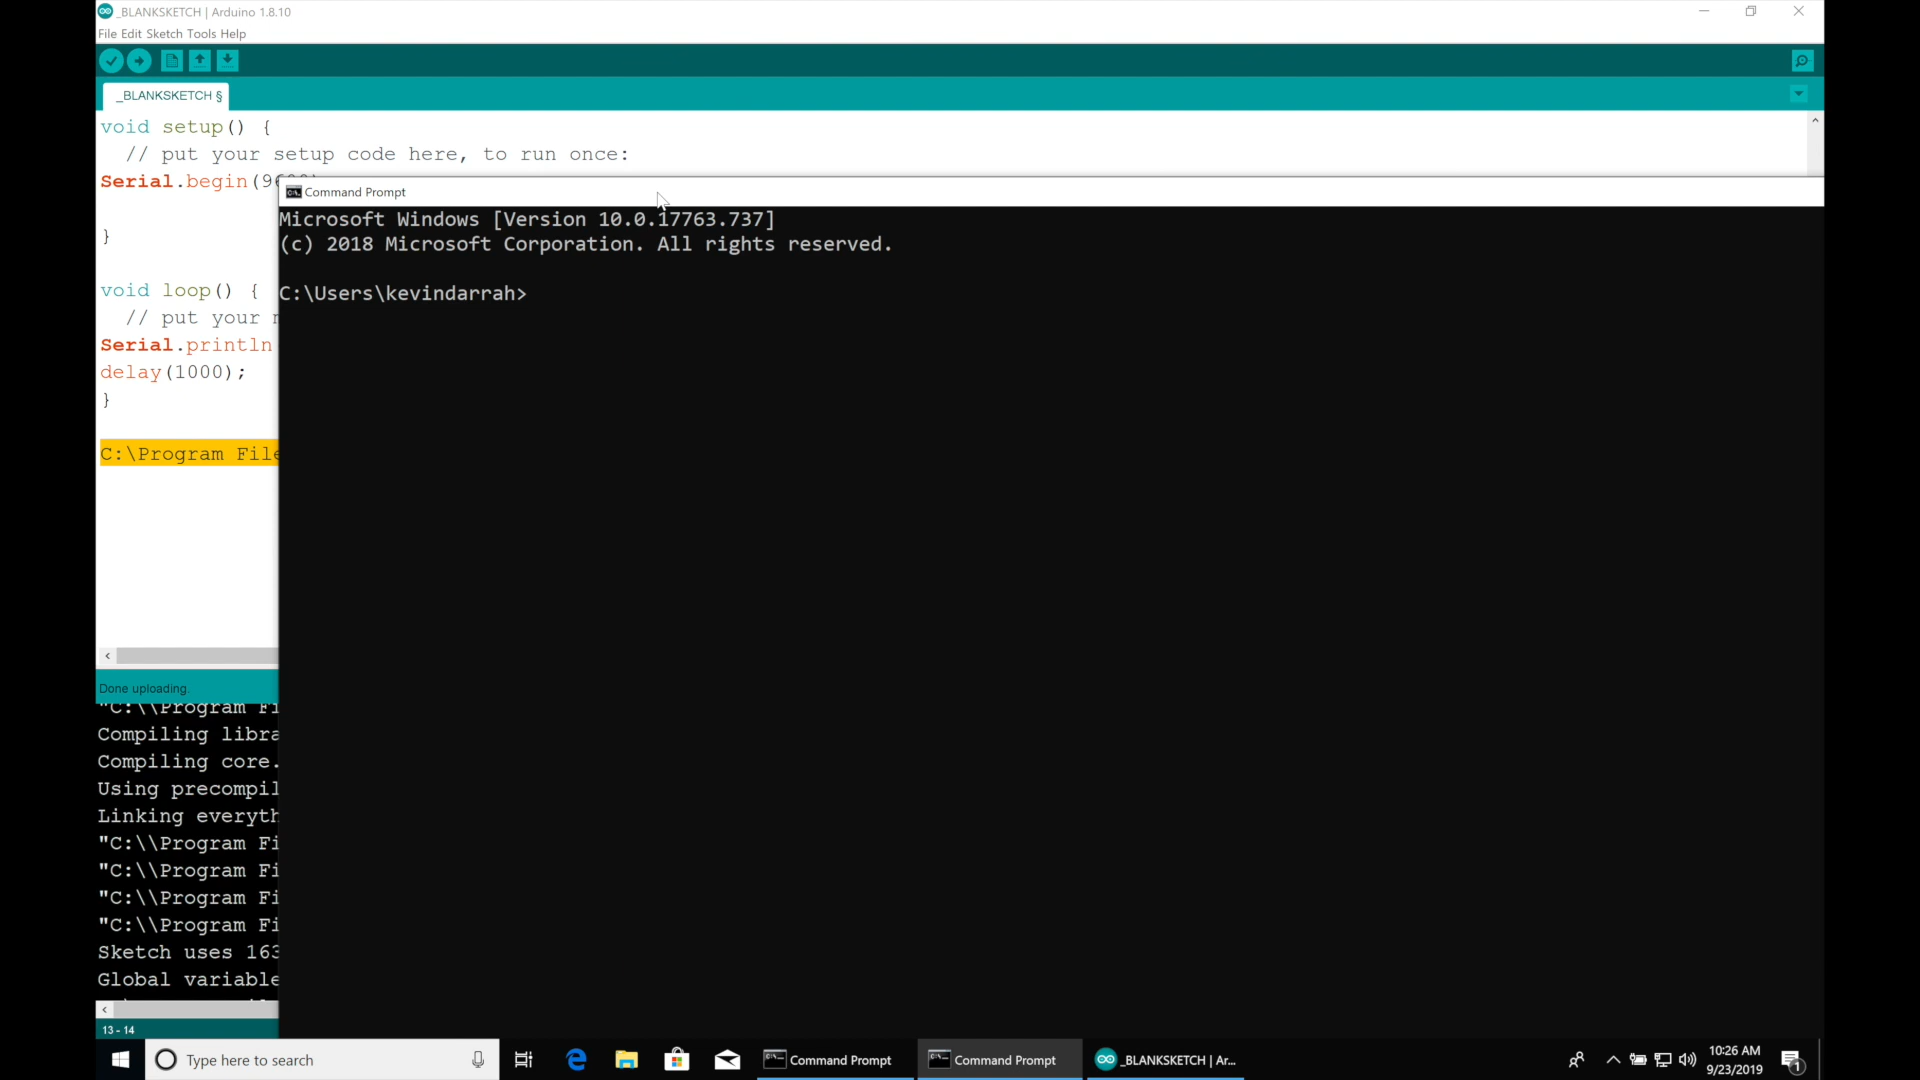 _BLANKSKETCH | Arduino 1.8.10
File Edit Sketch Tools Help
_BLANKSKETCH §
void setup() {
// put your setup code here, to run once:
Serial.begin(9600)
}
void loop() {
// put your
Serial.println
delay(1000);
}
C:\Program File
Command Prompt
Microsoft Windows [Version 10.0.17763.737]
(c) 2018 Microsoft Corporation. All rights reserved.
C:\Users\kevindarrah>
Done uploading.
"C:\\Program Fi
Compiling libra
Compiling core.
Using precompil
Linking everyth
"C:\\Program Fi
"C:\\Program Fi
"C:\\Program Fi
"C:\\Program Fi
Sketch uses 163
Global variable
13 - 14
Type here to search
Command Prompt
Command Prompt
_BLANKSKETCH | Ar...
10:26 AM
9/23/2019
1